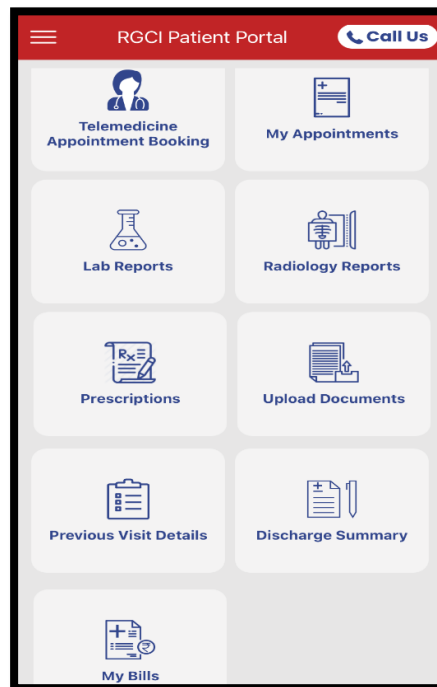 RGCI Patient Portal
Call Us
Telemedicine
Appointment Booking
My Appointments
Lab Reports
Radiology Reports
Rx
Prescriptions
Upload Documents
Previous Visit Details
Discharge Summary
₹
My Bills